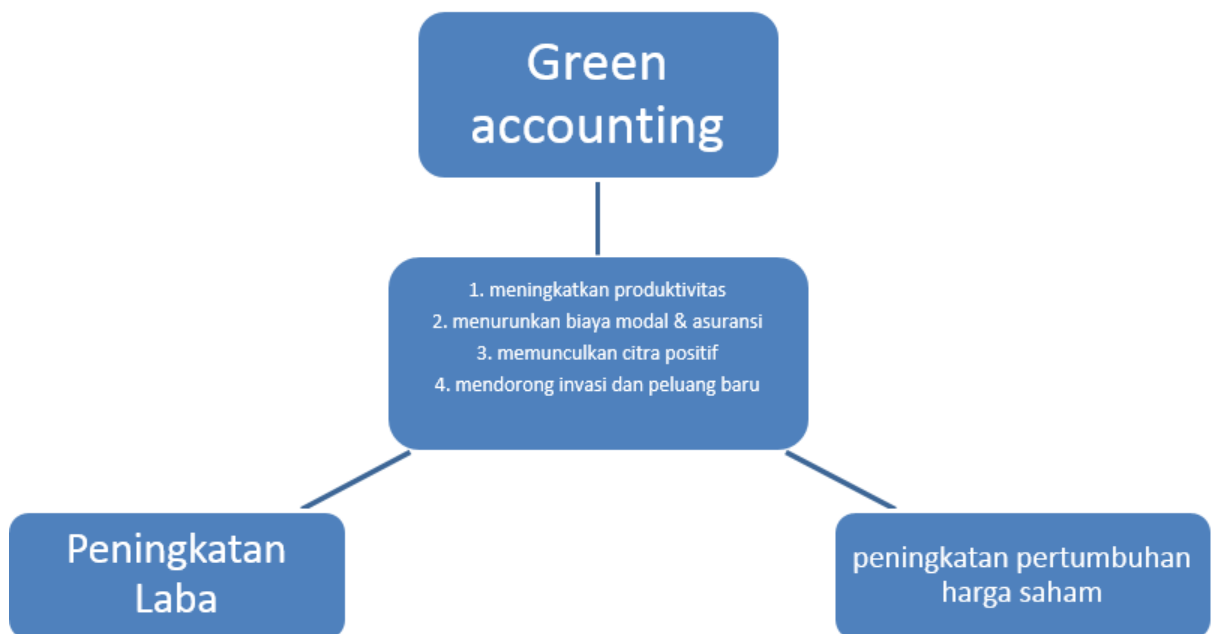 Green
accounting
1. meningkatkan produktivitas
2. menurunkan biaya modal & asuransi
3. memunculkan citra positif
4. mendorong invasi dan peluang baru
Peningkatan
Laba
peningkatan pertumbuhan
harga saham